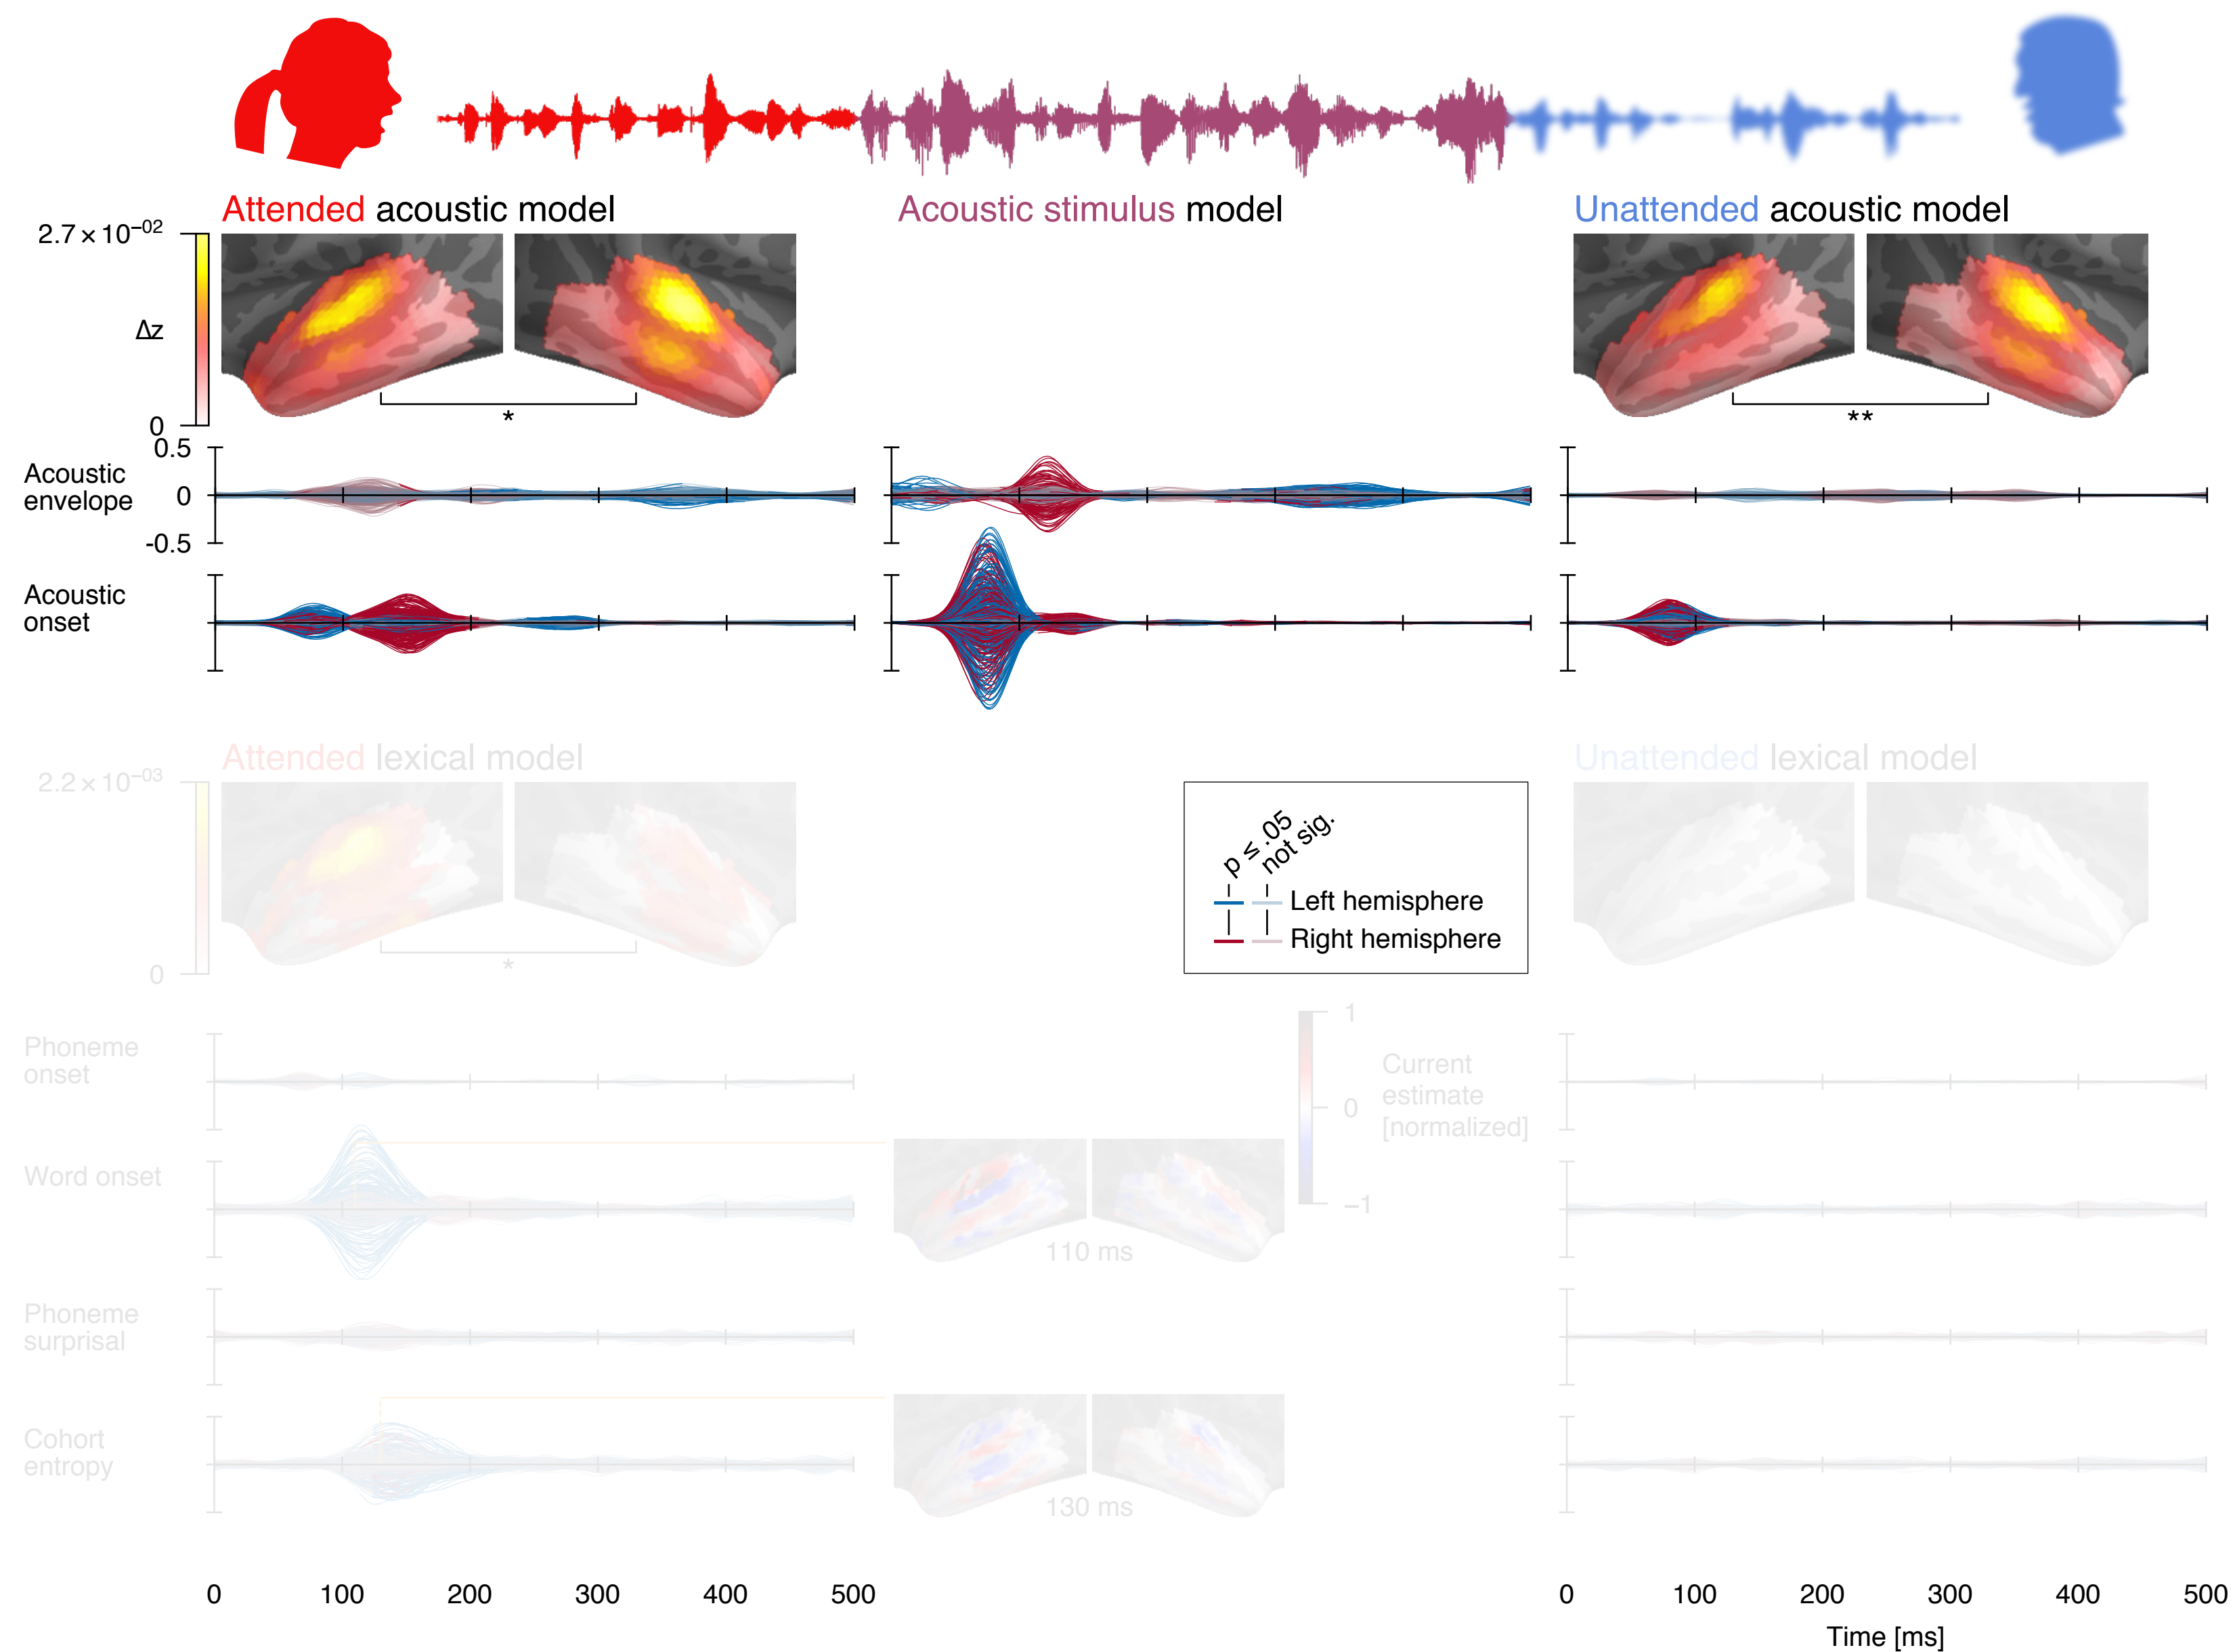 Attended acoustic model
Acoustic stimulus model
Unattended acoustic model
2.7×10⁻⁰²
Δz
0
*
**
0.5
Acoustic
envelope
0
-0.5
Acoustic
onset
Attended lexical model
Unattended lexical model
2.2×10⁻⁰³
0
*
p ≤ .05
not sig.
Left hemisphere
Right hemisphere
1
0
−1
Current
estimate
[normalized]
Phoneme
onset
Word onset
110 ms
Phoneme
surprisal
Cohort
entropy
130 ms
0 100 200 300 400 500
0 100 200 300 400 500
Time [ms]